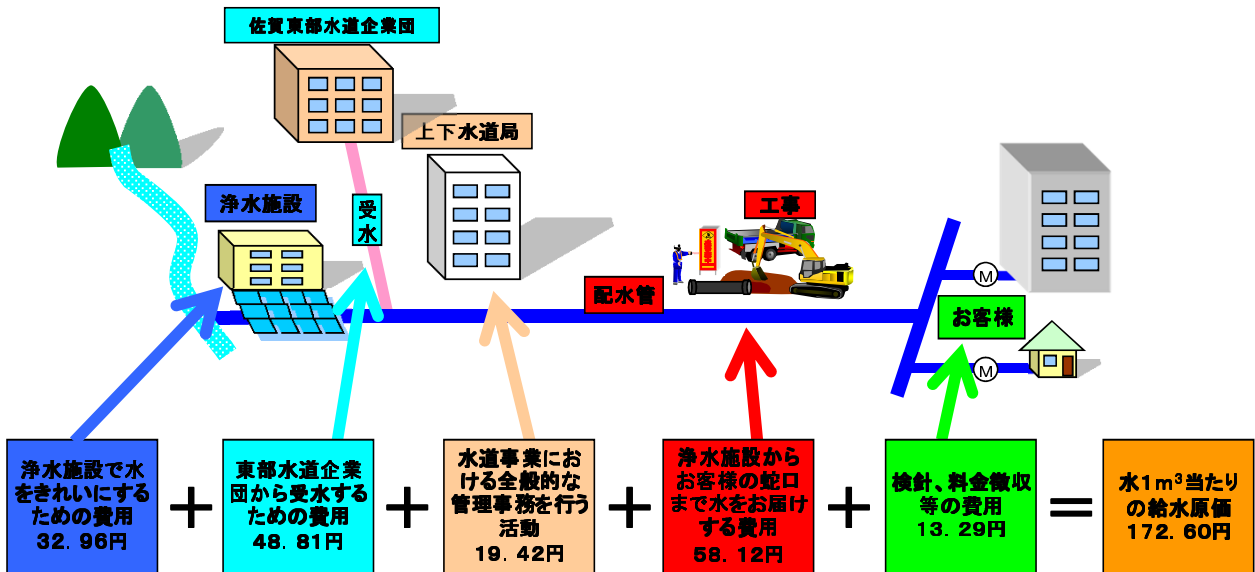 佐賀東部水道企業団
上下水道局
浄水施設
受
水
工事
配水管
お客様
M
M
浄水施設で水
をきれいにする
ための費用
32．96円
＋
東部水道企業
団から受水する
ための費用
48．81円
＋
水道事業にお
ける全般的な
管理事務を行う
活動
19．42円
＋
浄水施設から
お客様の蛇口
まで水をお届け
する費用
58．12円
＋
検針、料金徴収
等の費用
13．29円
＝
水1m³当たり
の給水原価
172．60円